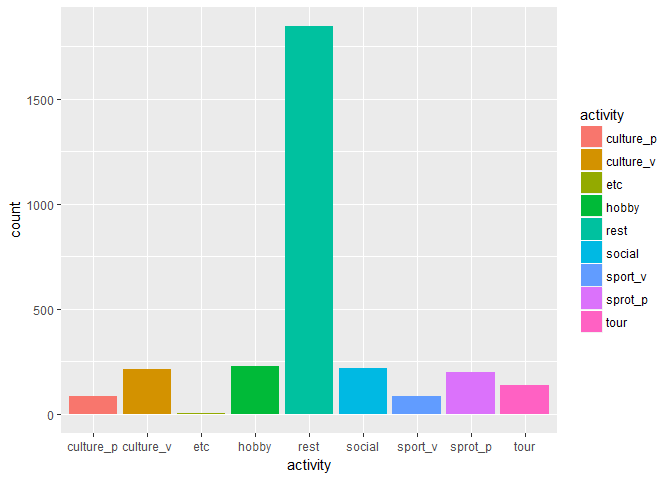 1500
1000
500
0
count
culture_p culture_v etc hobby rest social sport_v sprot_p tour
activity
activity
culture_p
culture_v
etc
hobby
rest
social
sport_v
sprot_p
tour